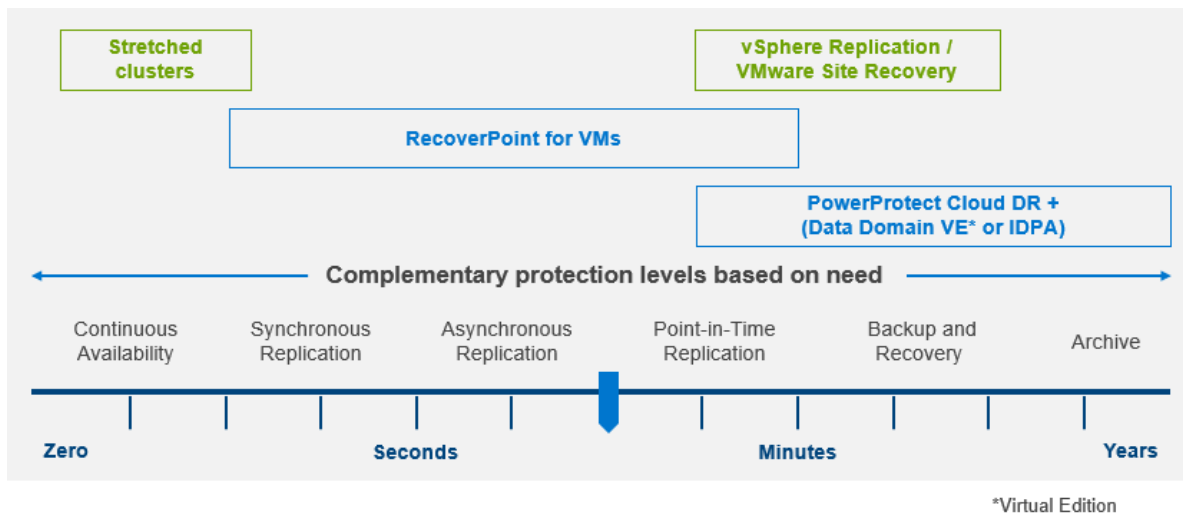 Stretched
clusters
vSphere Replication /
VMware Site Recovery
RecoverPoint for VMs
PowerProtect Cloud DR +
(Data Domain VE* or IDPA)
Complementary protection levels based on need
Continuous
Availability
Synchronous
Replication
Asynchronous
Replication
Point-in-Time
Replication
Backup and
Recovery
Archive
Zero
Seconds
Minutes
Years
*Virtual Edition